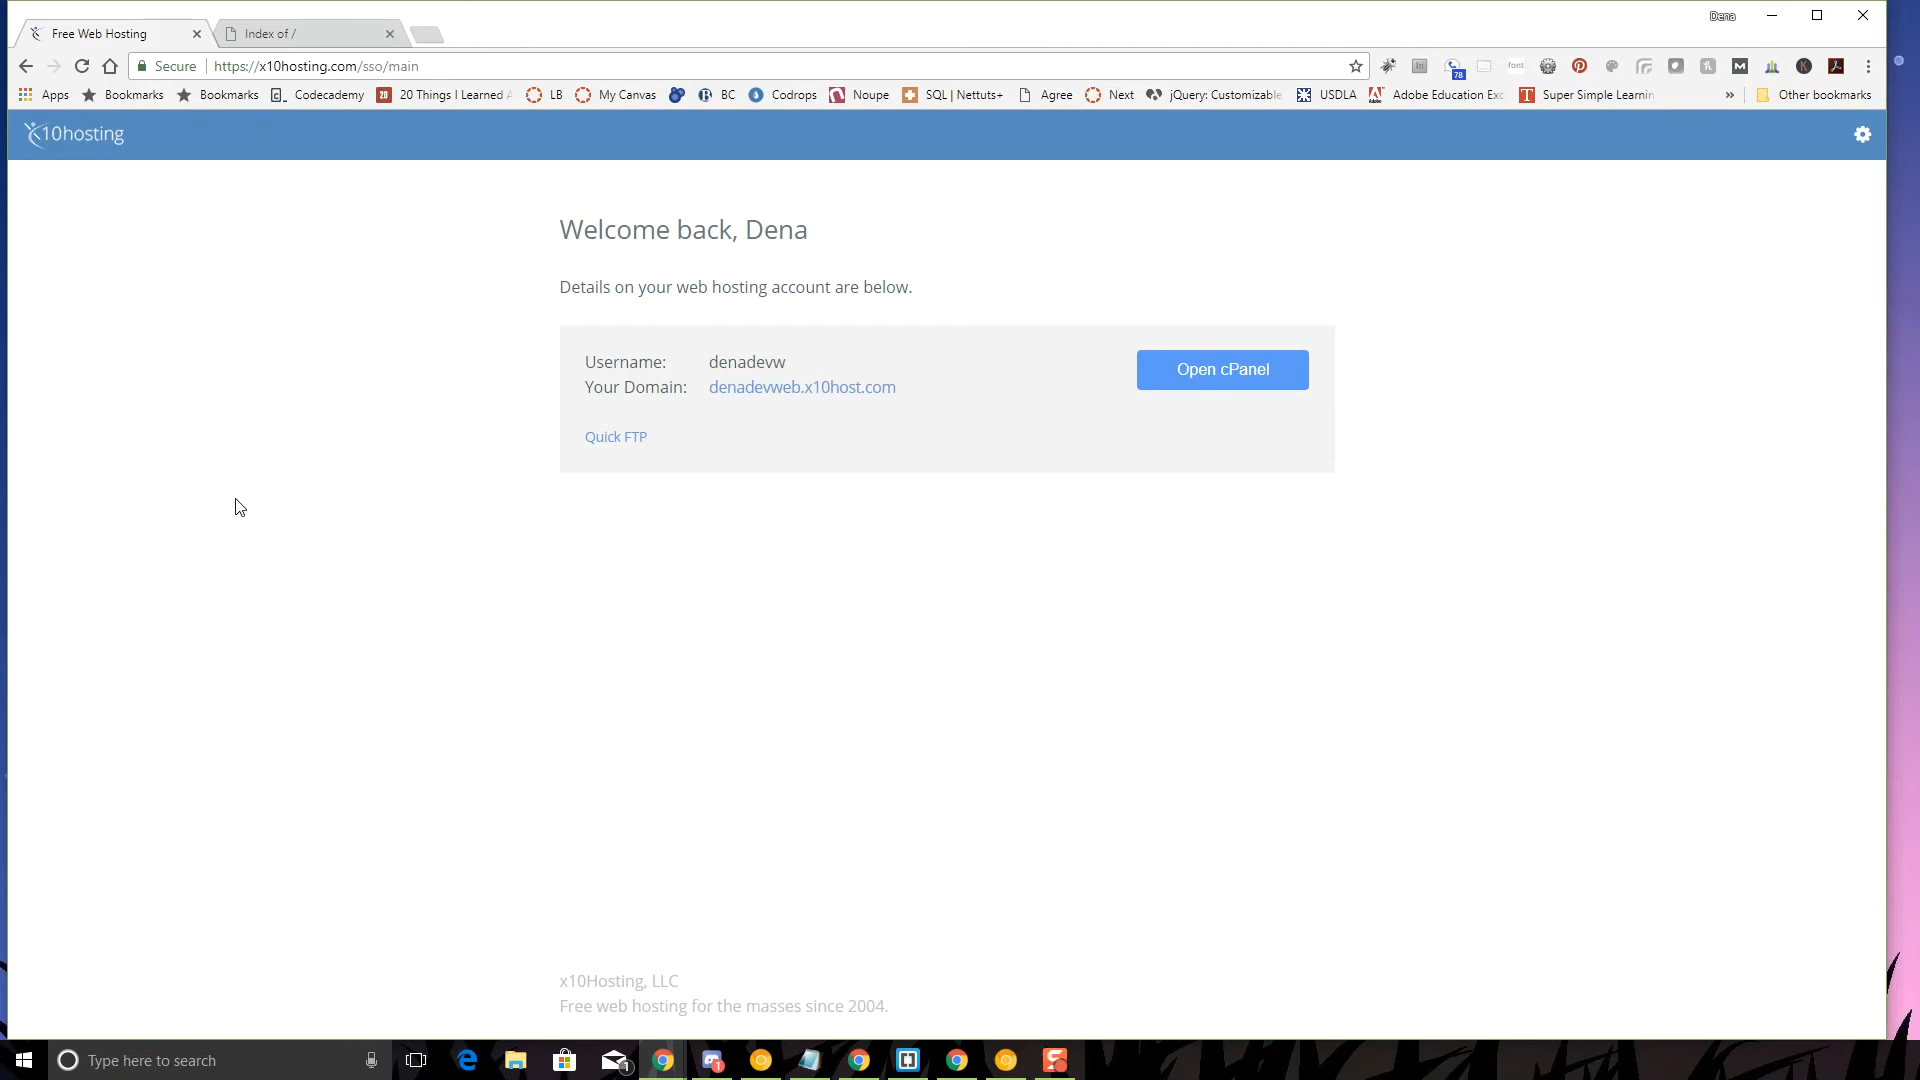 Dena
Free Web Hosting
Index of /
Secure
https://x10hosting.com/sso/main
font
78
Apps
Bookmarks
Bookmarks
Codecademy
20 Things I Learned
LB
My Canvas
BC
Codrops
Noupe
SQL | Nettuts+
Agree
Next
jQuery: Customizable
USDLA
Adobe Education Exc
Super Simple Learnin
»
Other bookmarks
x10hosting
Welcome back, Dena
Details on your web hosting account are below.
Username: denadevw
Open cPanel
Your Domain: denadevweb.x10host.com
Quick FTP
x10Hosting, LLC
Free web hosting for the masses since 2004.
Type here to search
1
1